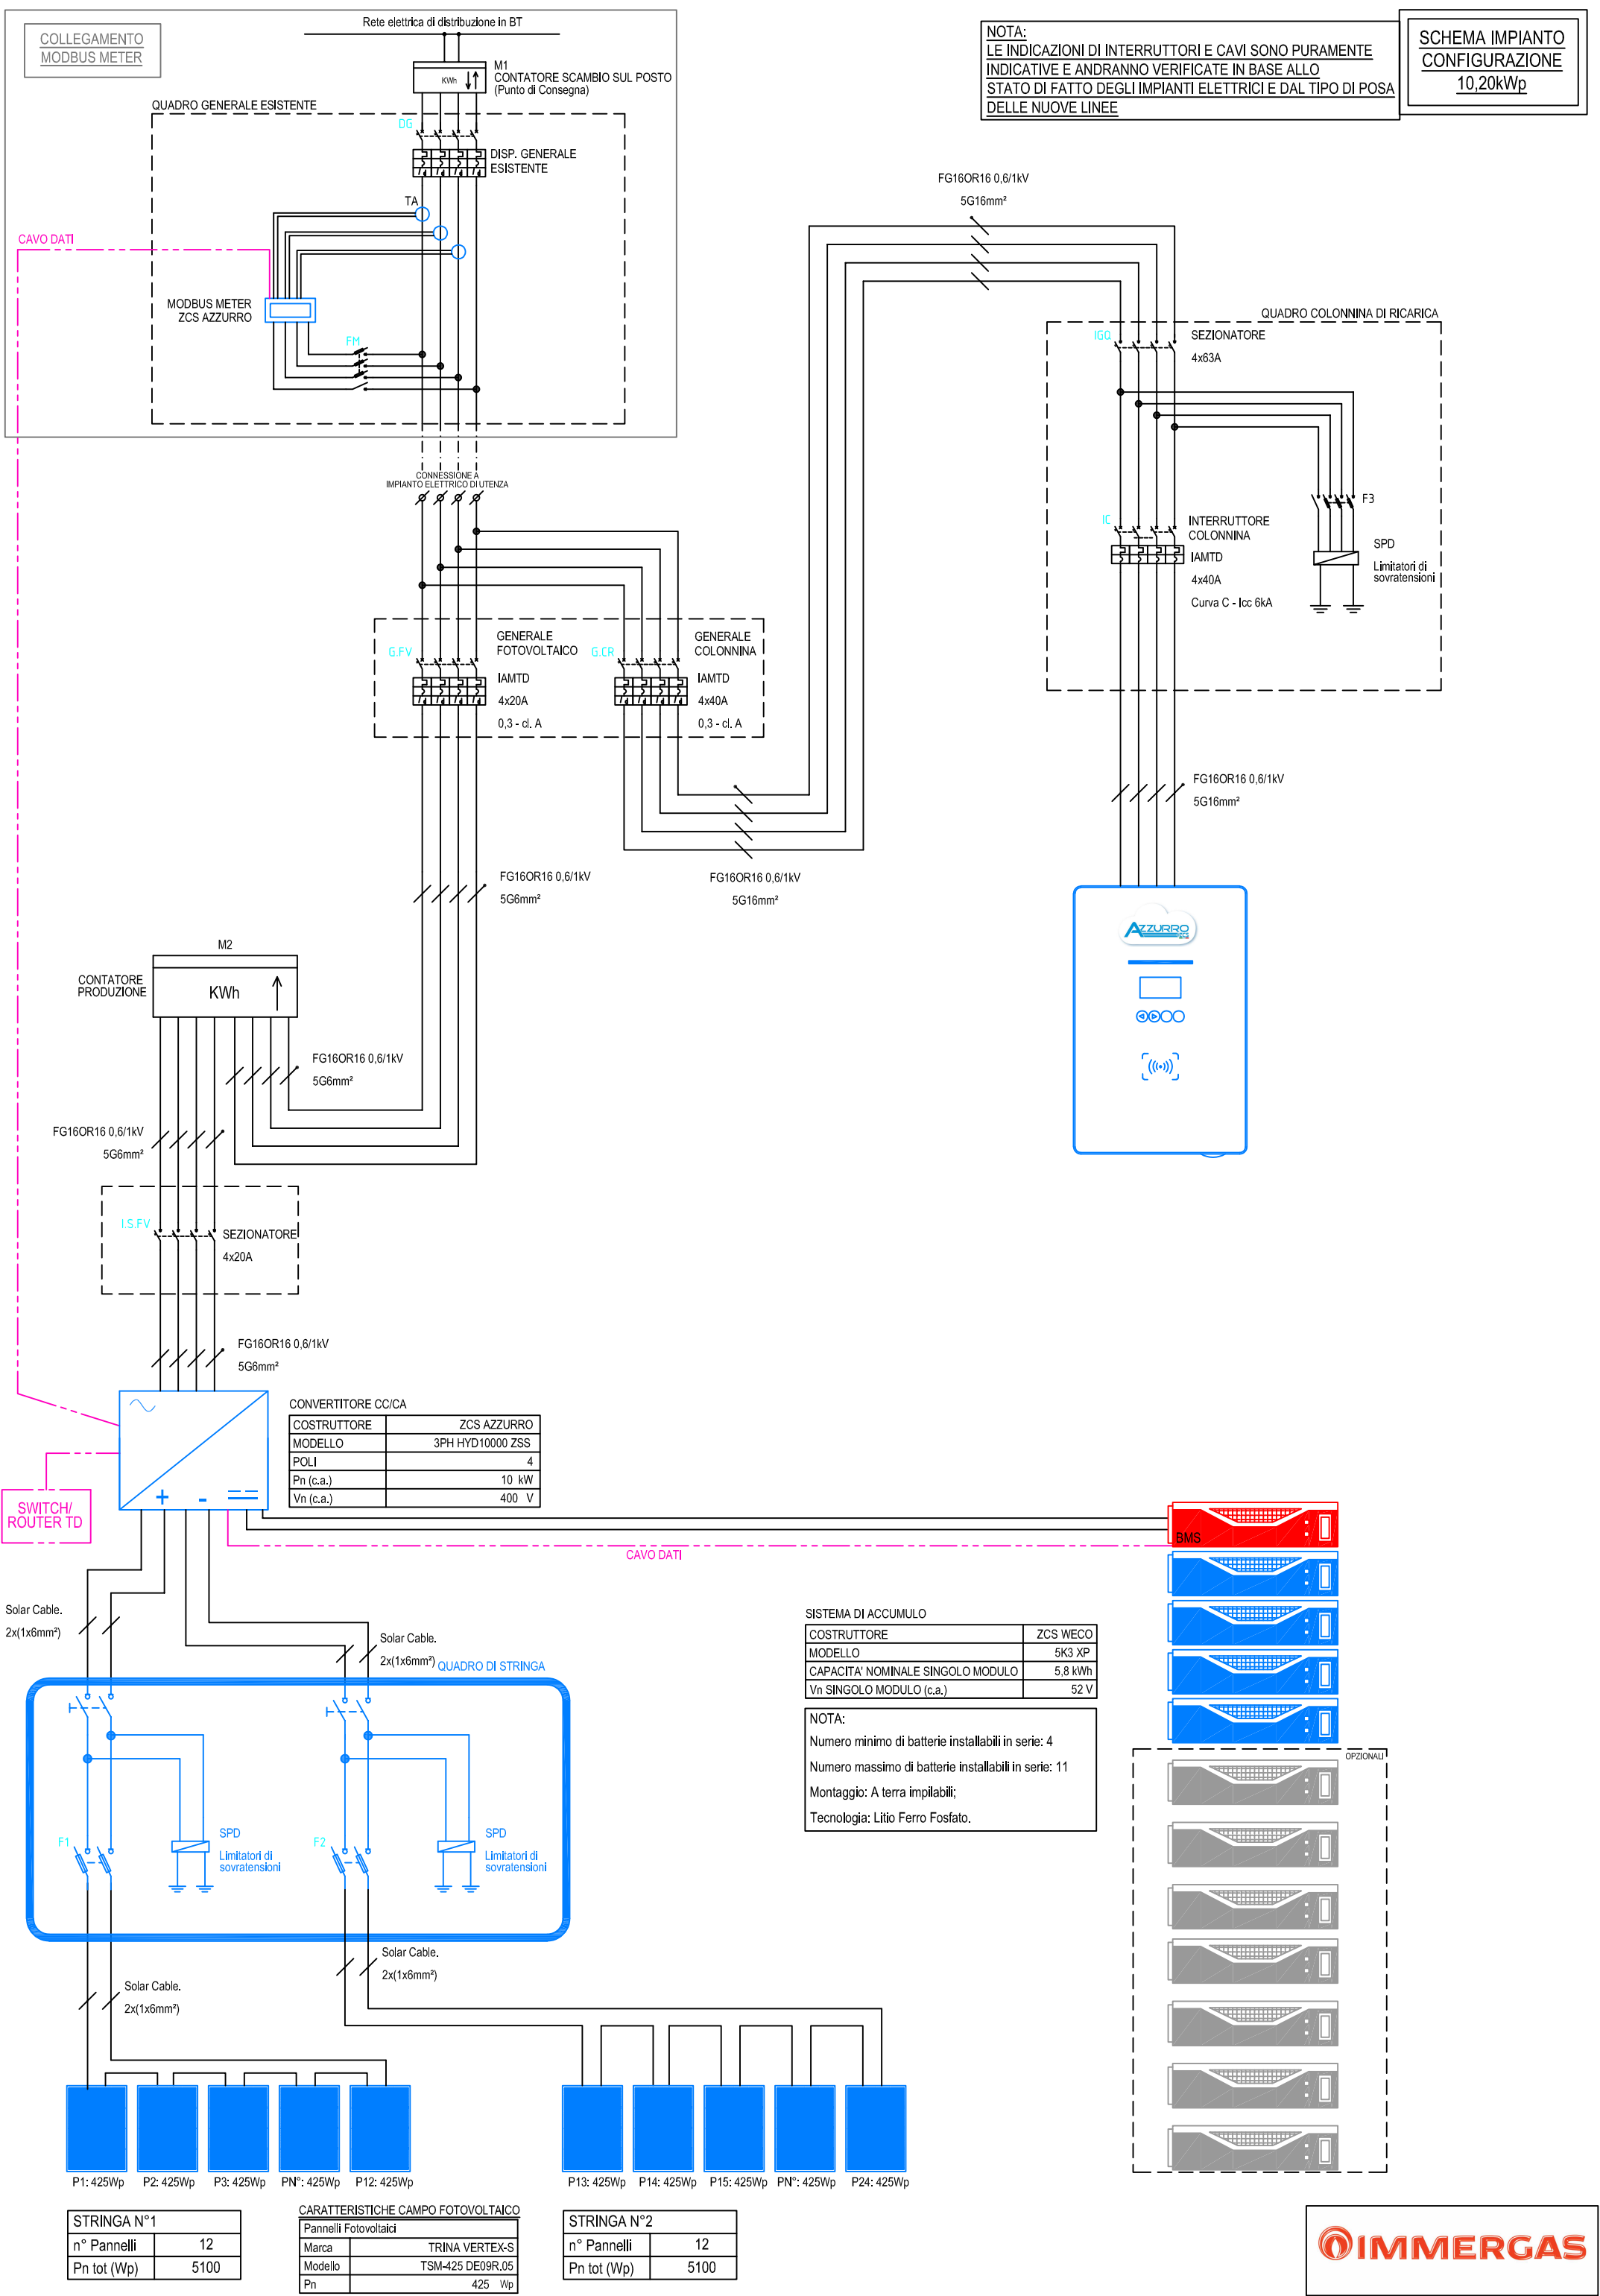 Rete elettrica di distribuzione in BT
COLLEGAMENTO
MODBUS METER
M1
CONTATORE SCAMBIO SUL POSTO
(Punto di Consegna)
KWh
QUADRO GENERALE ESISTENTE
DG
DISP. GENERALE
ESISTENTE
TA
CAVO DATI
MODBUS METER
ZCS AZZURRO
FM
NOTA:
LE INDICAZIONI DI INTERRUTTORI E CAVI SONO PURAMENTE
INDICATIVE E ANDRANNO VERIFICATE IN BASE ALLO
STATO DI FATTO DEGLI IMPIANTI ELETTRICI E DAL TIPO DI POSA
DELLE NUOVE LINEE
SCHEMA IMPIANTO
CONFIGURAZIONE
10,20kWp
FG16OR16 0,6/1kV
5G16mm²
QUADRO COLONNINA DI RICARICA
IGQ
SEZIONATORE
4x63A
F3
IC
INTERRUTTORE
COLONNINA
IAMTD
4x40A
Curva C - Icc 6kA
SPD
Limitatori di
sovratensioni
CONNESSIONE A
IMPIANTO ELETTRICO DI UTENZA
G.FV
GENERALE
FOTOVOLTAICO
IAMTD
4x20A
0,3 - cl. A
G.CR
GENERALE
COLONNINA
IAMTD
4x40A
0,3 - cl. A
FG16OR16 0,6/1kV
5G16mm²
FG16OR16 0,6/1kV
5G6mm²
FG16OR16 0,6/1kV
5G16mm²
AZZURRO
M2
CONTATORE
PRODUZIONE
KWh
FG16OR16 0,6/1kV
5G6mm²
FG16OR16 0,6/1kV
5G6mm²
I.S.FV
SEZIONATORE
4x20A
FG16OR16 0,6/1kV
5G6mm²
CONVERTITORE CC/CA
COSTRUTTORE ZCS AZZURRO
MODELLO 3PH HYD10000 ZSS
POLI 4
Pn (c.a.) 10 kW
Vn (c.a.) 400 V
+ -
SWITCH/
ROUTER TD
CAVO DATI
BMS
Solar Cable.
2x(1x6mm²)
Solar Cable.
2x(1x6mm²)
QUADRO DI STRINGA
SISTEMA DI ACCUMULO
COSTRUTTORE ZCS WECO
MODELLO 5K3 XP
CAPACITA' NOMINALE SINGOLO MODULO 5,8 kWh
Vn SINGOLO MODULO (c.a.) 52 V
NOTA:
Numero minimo di batterie installabili in serie: 4
Numero massimo di batterie installabili in serie: 11
Montaggio: A terra impilabili;
Tecnologia: Litio Ferro Fosfato.
OPZIONALI
F1
SPD
Limitatori di
sovratensioni
F2
SPD
Limitatori di
sovratensioni
Solar Cable.
2x(1x6mm²)
Solar Cable.
2x(1x6mm²)
P1: 425Wp P2: 425Wp P3: 425Wp PN°: 425Wp P12: 425Wp
P13: 425Wp P14: 425Wp P15: 425Wp PN°: 425Wp P24: 425Wp
STRINGA N°1
n° Pannelli 12
Pn tot (Wp) 5100
CARATTERISTICHE CAMPO FOTOVOLTAICO
Pannelli Fotovoltaici
Marca TRINA VERTEX-S
Modello TSM-425 DE09R.05
Pn 425 Wp
STRINGA N°2
n° Pannelli 12
Pn tot (Wp) 5100
IMMERGAS